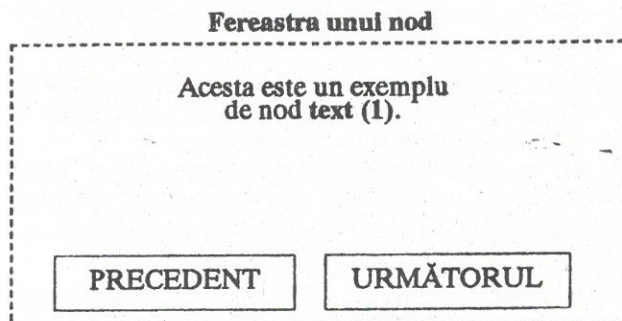 Fereastra unui nod
Acesta este un exemplu
de nod text (1).
PRECEDENT
URMĂTORUL